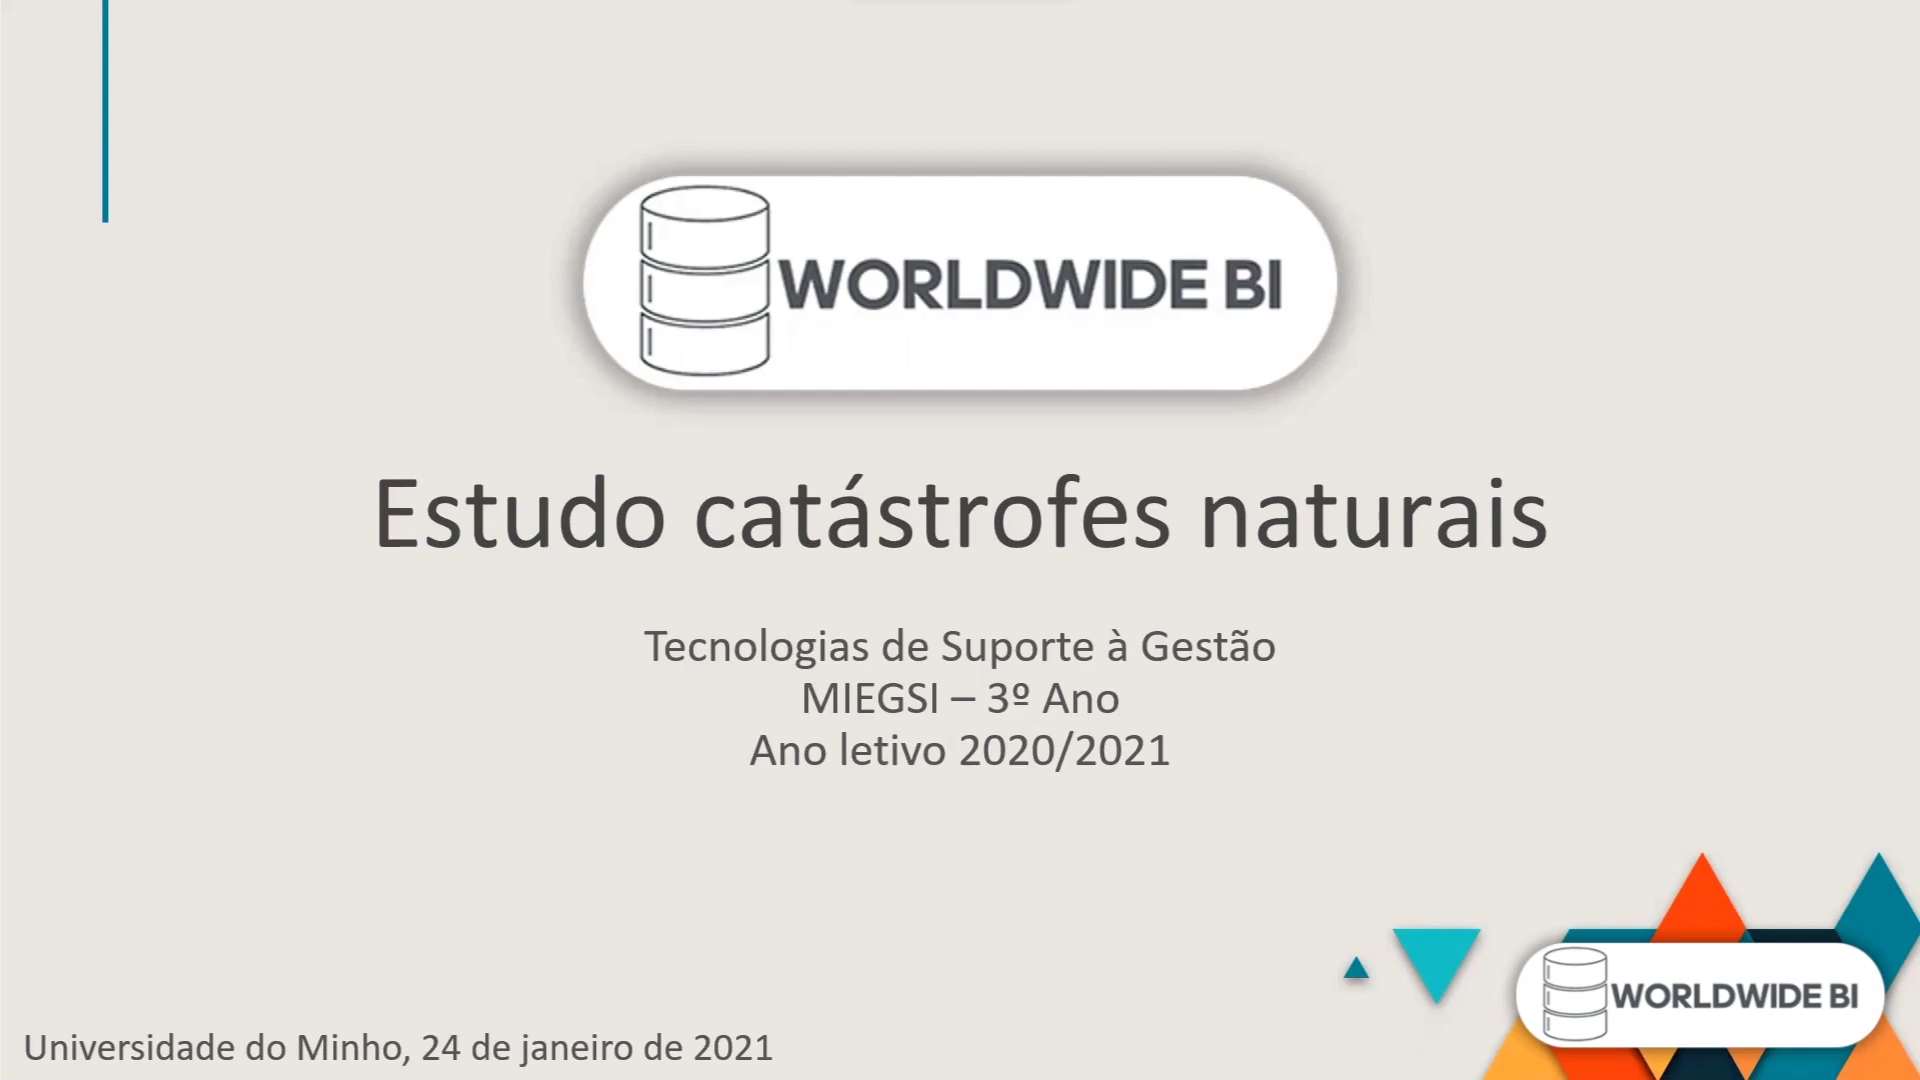 WORLDWIDE BI
Estudo catástrofes naturais
Tecnologias de Suporte à Gestão
MIEGSI – 3º Ano
Ano letivo 2020/2021
WORLDWIDE BI
Universidade do Minho, 24 de janeiro de 2021